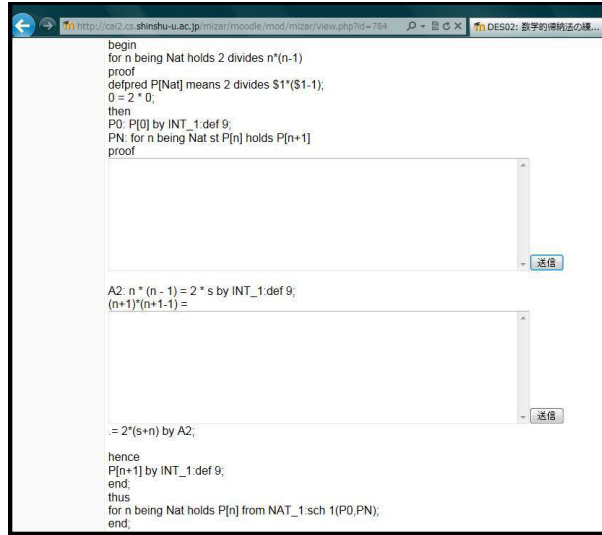 http://cai2.cs.shinshu-u.ac.jp/mizar/moodle/mod/mizar/view.php?id=784
DES02: 数学的帰納法の練...
begin
for n being Nat holds 2 divides n*(n-1)
proof
defpred P[Nat] means 2 divides $1*($1-1);
0 = 2 * 0;
then
P0: P[0] by INT_1:def 9;
PN: for n being Nat st P[n] holds P[n+1]
proof
送信
A2: n * (n - 1) = 2 * s by INT_1:def 9;
(n+1)*(n+1-1) =
送信
.= 2*(s+n) by A2;
hence
P[n+1] by INT_1:def 9;
end;
thus
for n being Nat holds P[n] from NAT_1:sch 1(P0,PN);
end;